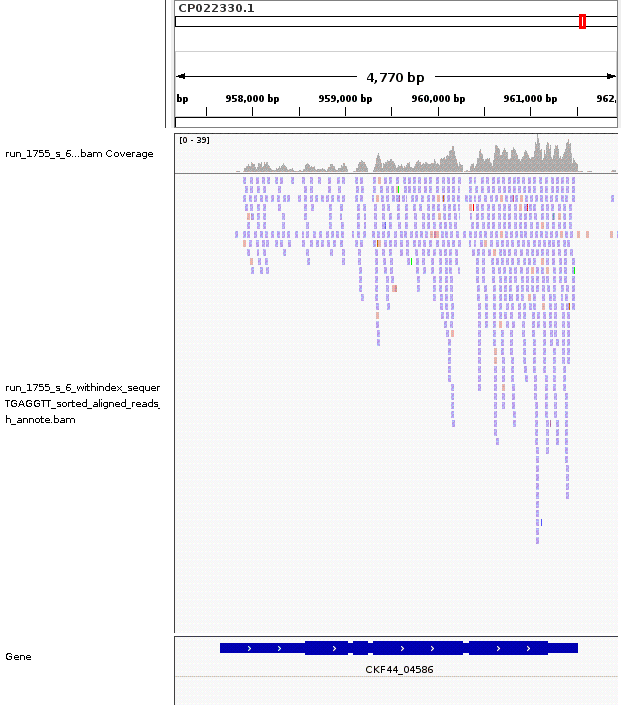 CP022330.1
4,770 bp
bp 958,000 bp 959,000 bp 960,000 bp 961,000 bp 962,
[0 - 39]
run_1755_s_6...bam Coverage
run_1755_s_6_withindex_sequer
TGAGGTT_sorted_aligned_reads_
h_annote.bam
Gene
CKF44_04586